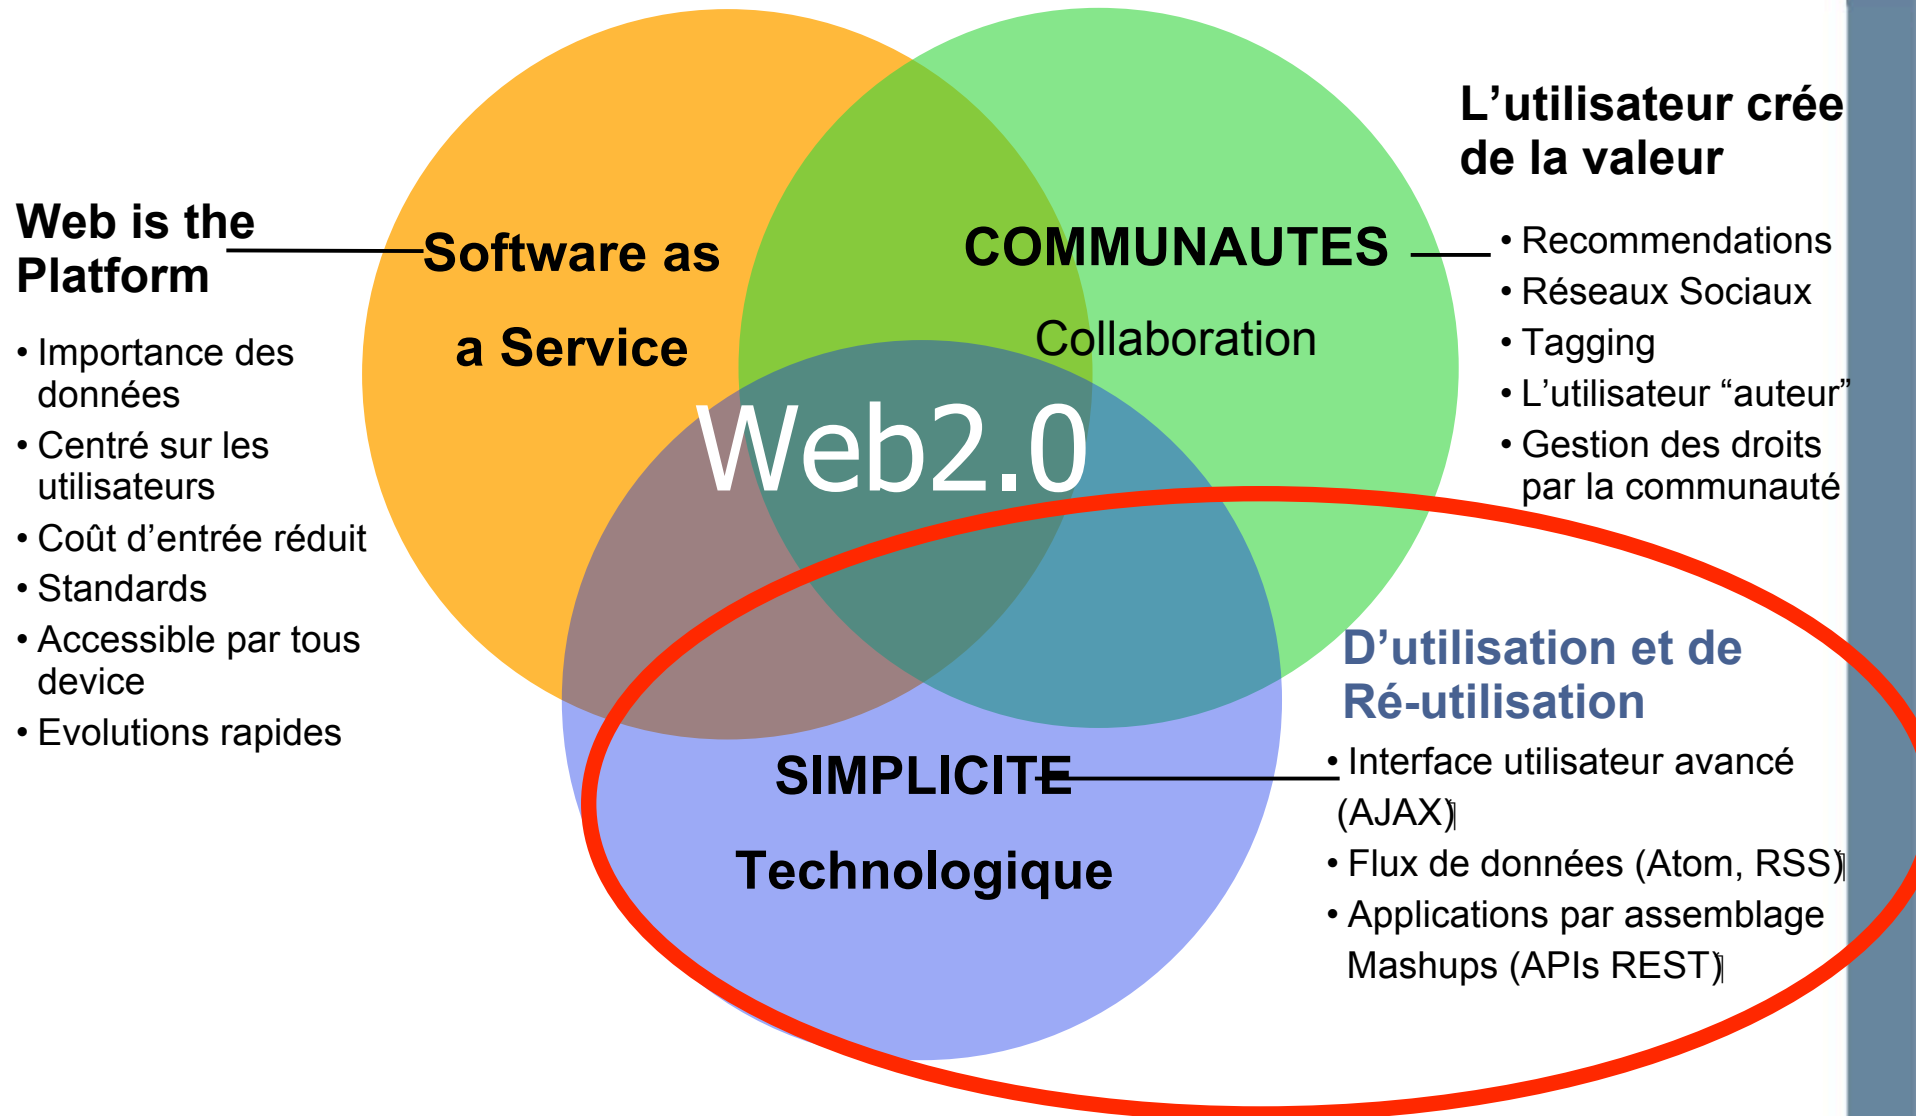 Web is the
Platform
• Importance des
données
• Centré sur les
utilisateurs
• Coût d’entrée réduit
• Standards
• Accessible par tous
device
• Evolutions rapides
Software as
a Service
COMMUNAUTES
Collaboration
Web2.0
L’utilisateur crée
de la valeur
• Recommendations
• Réseaux Sociaux
• Tagging
• L’utilisateur “auteur”
• Gestion des droits
par la communauté
SIMPLICITE
Technologique
D’utilisation et de
Ré-utilisation
• Interface utilisateur avancé
(AJAX)
• Flux de données (Atom, RSS)
• Applications par assemblage
Mashups (APIs REST)